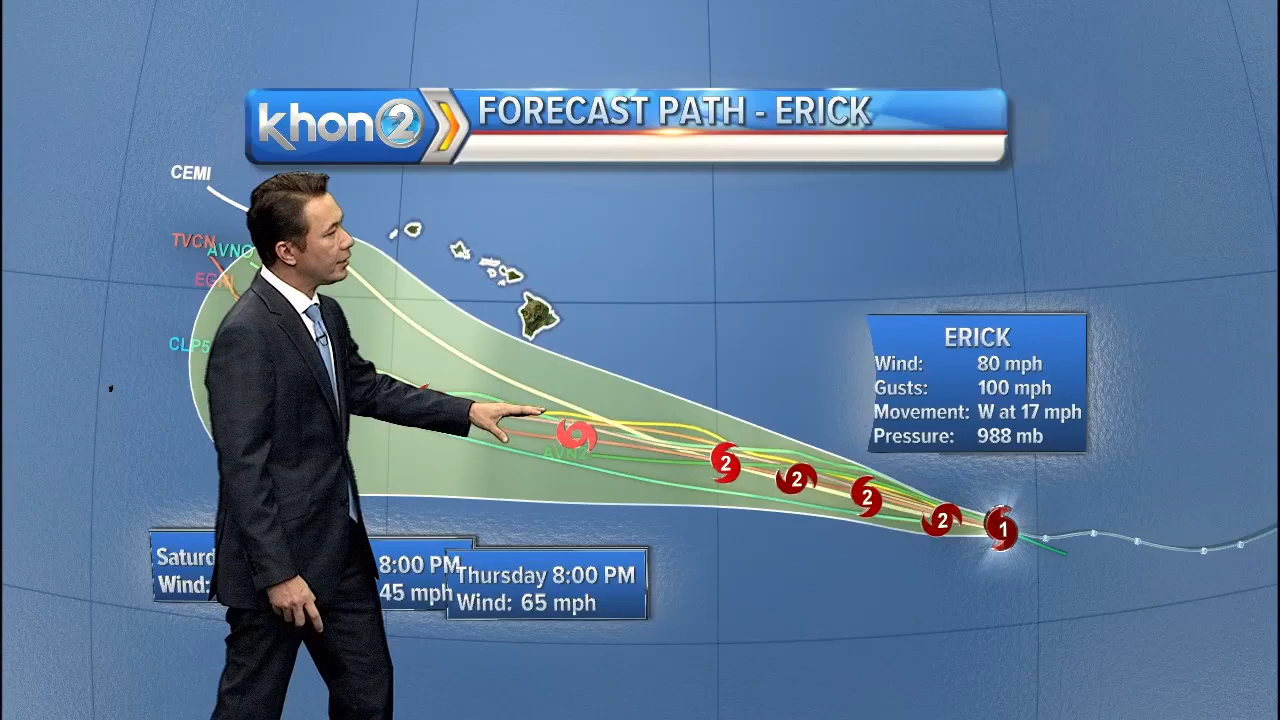 khon2
FORECAST PATH - ERICK
CEMI
TVCN
AVNO
CLP5
ERICK
Wind: 80 mph
Gusts: 100 mph
Movement: W at 17 mph
Pressure: 988 mb
2
2
2
2
1
8:00 PM
45 mph
Wind:
Thursday 8:00 PM
Wind: 65 mph